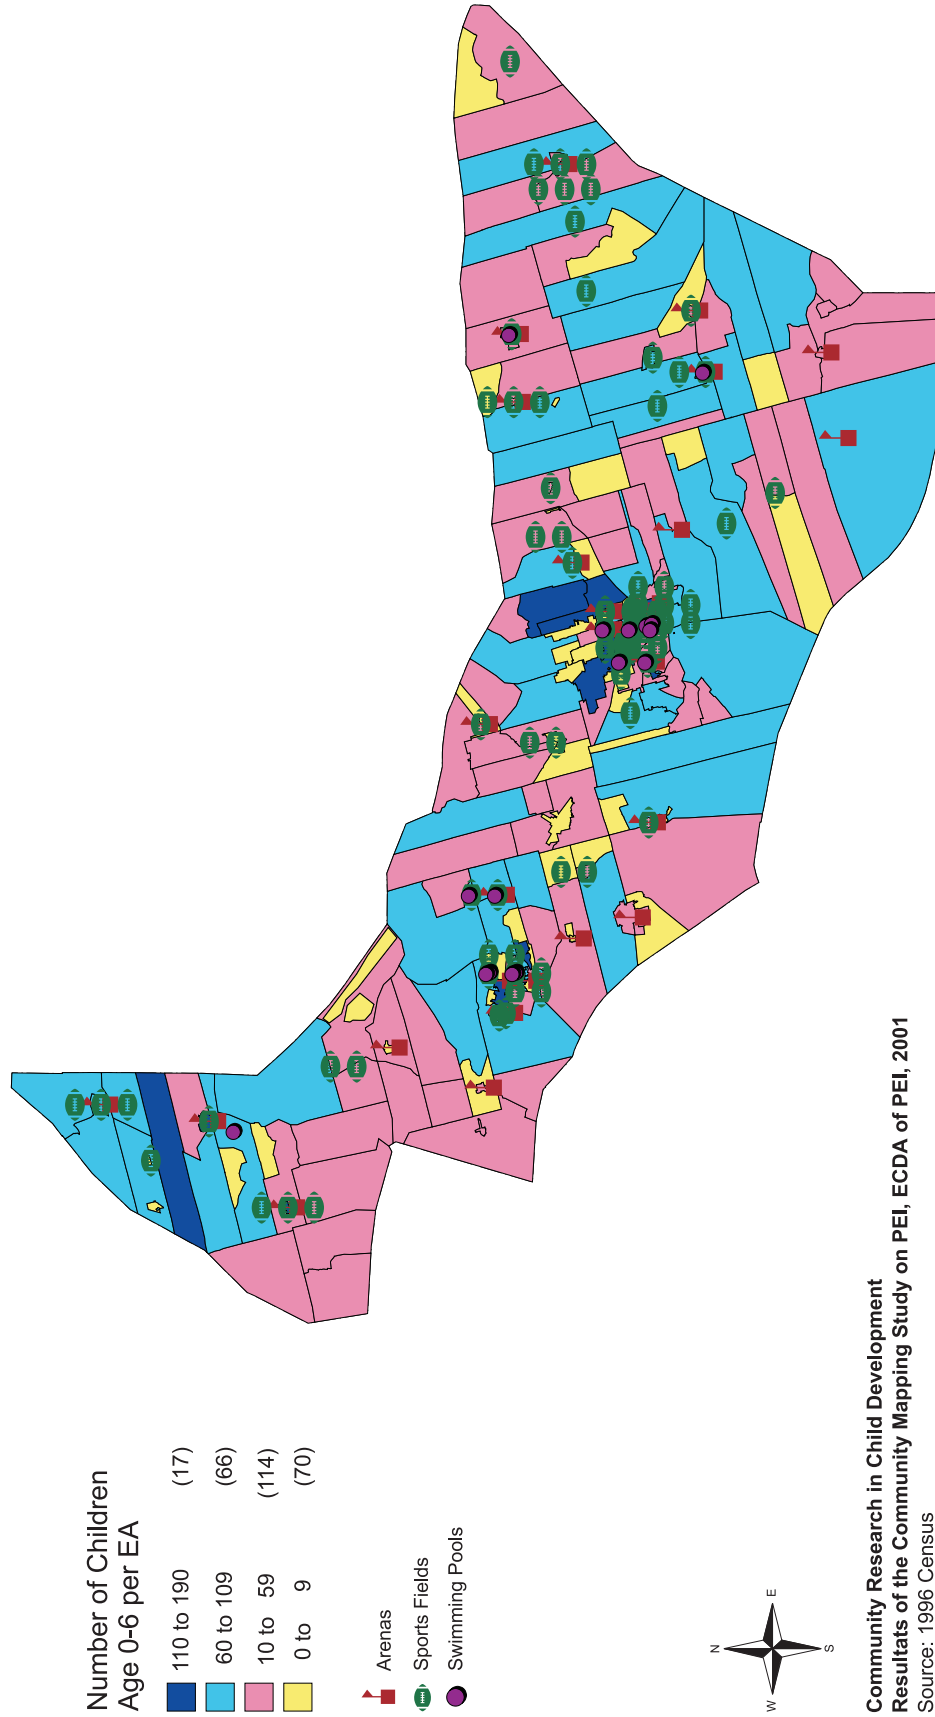 Number of Children
Age 0-6 per EA
110 to 190 (17)
60 to 109 (66)
10 to 59 (114)
0 to 9 (70)
Arenas
Sports Fields
Swimming Pools
N
W E
S
Community Research in Child Development
Resultats of the Community Mapping Study on PEI, ECDA of PEI, 2001
Source: 1996 Census